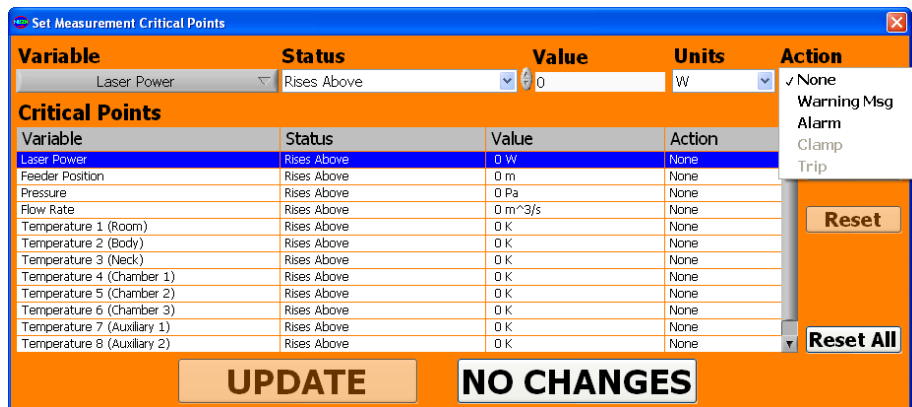 Set Measurement Critical Points
Variable Status Value Units Action
Laser Power Rises Above 0 W ✓ None
Warning Msg
Alarm
Clamp
Trip
Critical Points
Variable Status Value Action
Laser Power Rises Above 0 W None
Feeder Position Rises Above 0 m None
Pressure Rises Above 0 Pa None
Flow Rate Rises Above 0 m^3/s None
Temperature 1 (Room) Rises Above 0 K None
Temperature 2 (Body) Rises Above 0 K None
Temperature 3 (Neck) Rises Above 0 K None
Temperature 4 (Chamber 1) Rises Above 0 K None
Temperature 5 (Chamber 2) Rises Above 0 K None
Temperature 6 (Chamber 3) Rises Above 0 K None
Temperature 7 (Auxiliary 1) Rises Above 0 K None
Temperature 8 (Auxiliary 2) Rises Above 0 K None
Reset
Reset All
UPDATE NO CHANGES